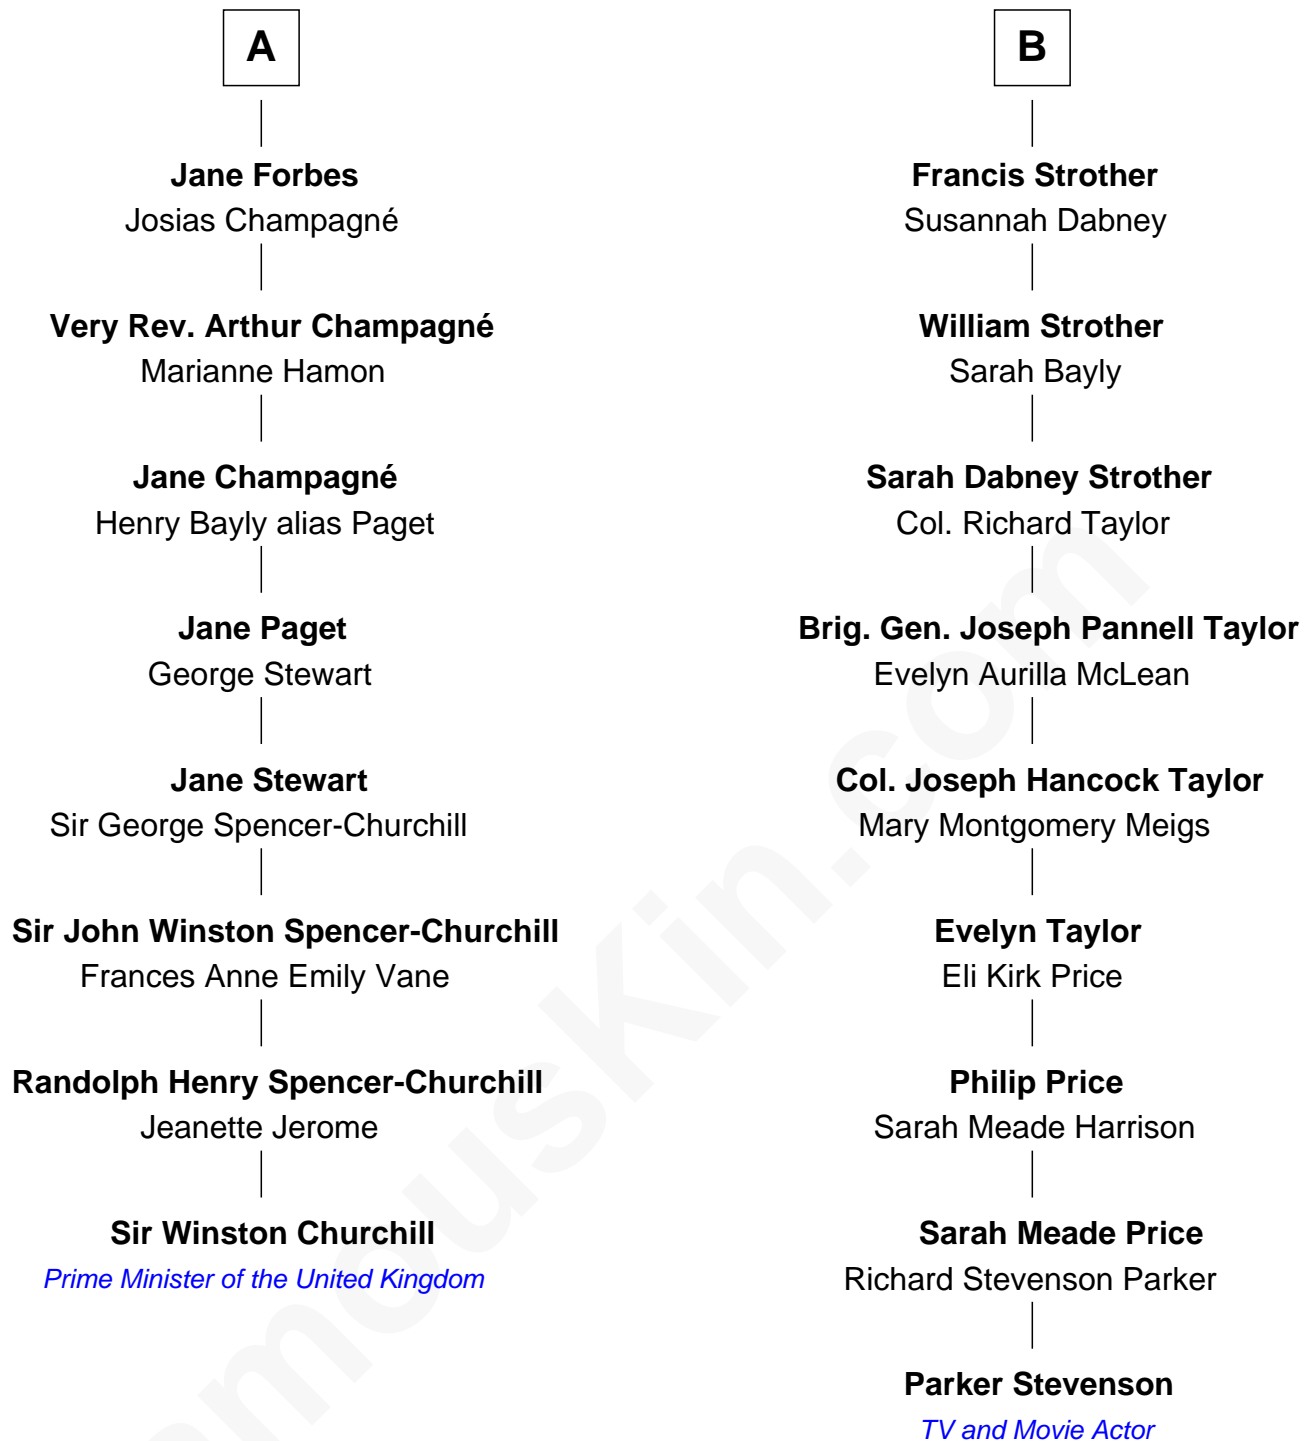 A
Jane Forbes
Josias Champagné
Very Rev. Arthur Champagné
Marianne Hamon
Jane Champagné
Henry Bayly alias Paget
Jane Paget
George Stewart
Jane Stewart
Sir George Spencer-Churchill
Sir John Winston Spencer-Churchill
Frances Anne Emily Vane
Randolph Henry Spencer-Churchill
Jeanette Jerome
Sir Winston Churchill
Prime Minister of the United Kingdom
B
Francis Strother
Susannah Dabney
William Strother
Sarah Bayly
Sarah Dabney Strother
Col. Richard Taylor
Brig. Gen. Joseph Pannell Taylor
Evelyn Aurilla McLean
Col. Joseph Hancock Taylor
Mary Montgomery Meigs
Evelyn Taylor
Eli Kirk Price
Philip Price
Sarah Meade Harrison
Sarah Meade Price
Richard Stevenson Parker
Parker Stevenson
TV and Movie Actor
amousKin.com